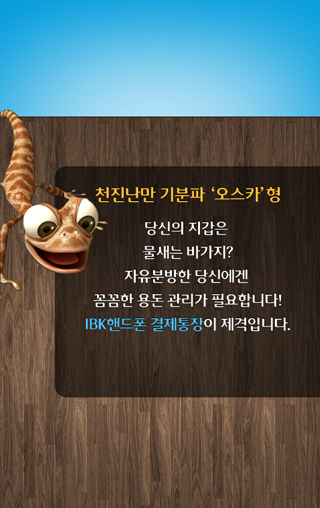 천진난만 기분파 ‘오스카’형
당신의 지갑은
물새는 바가지?
자유분방한 당신에겐
꼼꼼한 용돈 관리가 필요합니다!
IBK핸드폰 결제통장이 제격입니다.